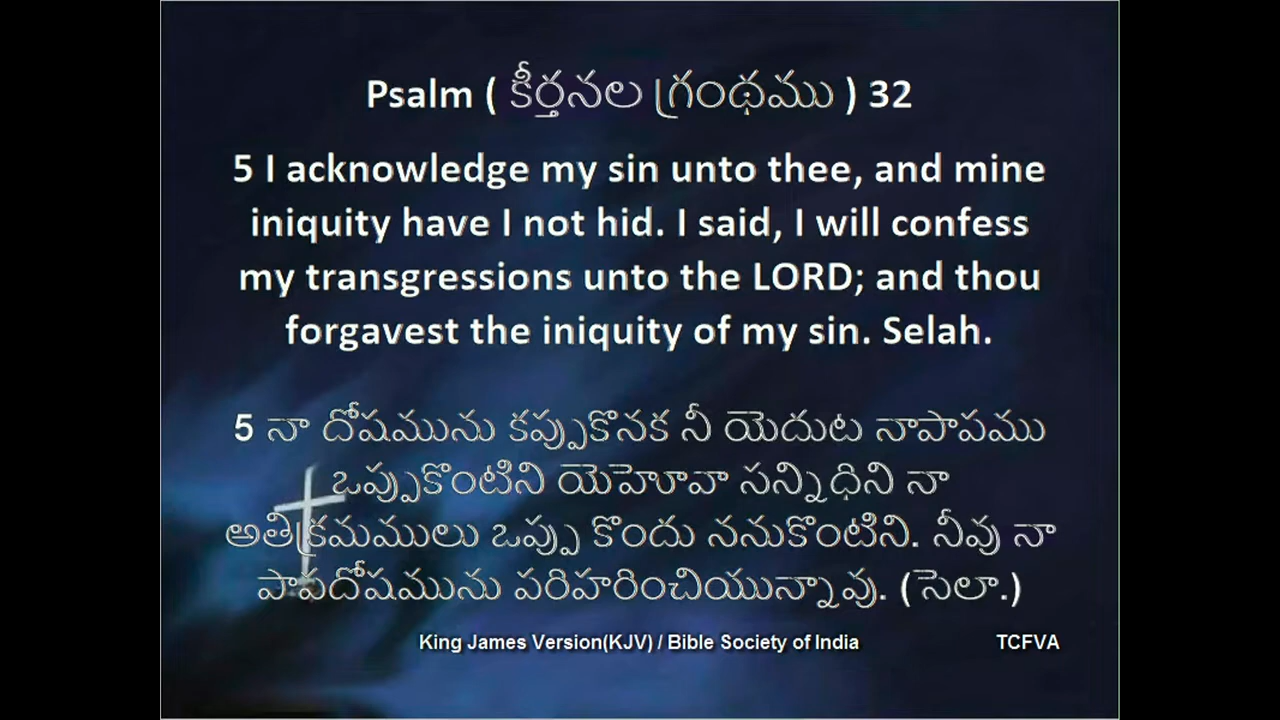 Psalm ( కీర్తనల గ్రంథము ) 32
5 I acknowledge my sin unto thee, and mine
iniquity have I not hid. I said, I will confess
my transgressions unto the LORD; and thou
forgavest the iniquity of my sin. Selah.
5 నా దోషమును కప్పుకొనక నీ యెదుట నాపాపము
ఒప్పుకొంటిని యెహోవా సన్నిధిని నా
అతిక్రమములు ఒప్పు కొందు ననుకొంటిని. నీవు నా
పాపదోషమును పరిహరించియున్నావు. (సెలా.)
King James Version(KJV) / Bible Society of India TCFVA